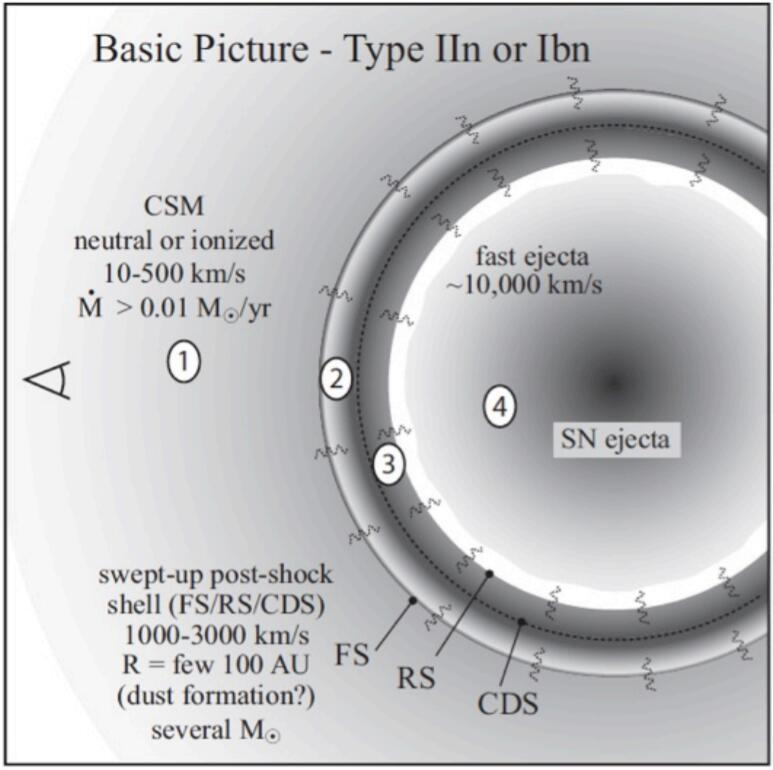 Basic Picture - Type IIn or Ibn
CSM
neutral or ionized
10-500 km/s
Ṁ > 0.01 M☉/yr
fast ejecta
~10,000 km/s
1
2
3
4
SN ejecta
swept-up post-shock
shell (FS/RS/CDS)
1000-3000 km/s
R = few 100 AU
(dust formation?)
several M☉
FS
RS
CDS